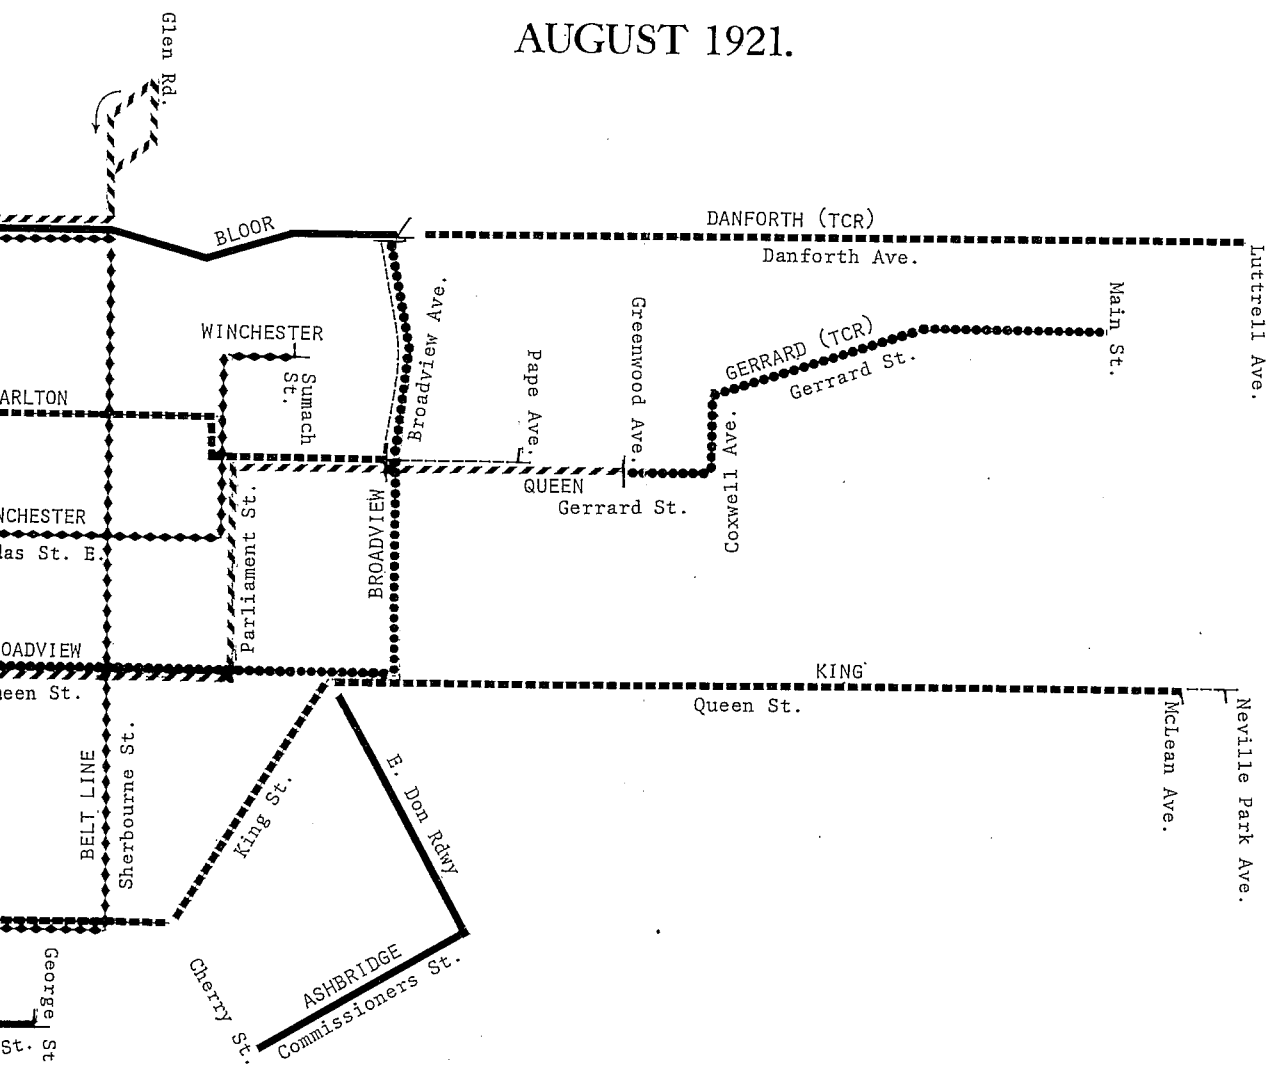 AUGUST 1921.
Glen Rd.
BLOOR
DANFORTH (TCR)
Danforth Ave.
Luttrell Ave.
Main St.
Greenwood Ave.
GERRARD (TCR)
Gerrard St.
Broadview Ave.
WINCHESTER
Sumach
St.
Pape Ave.
ARLTON
Coxwell Ave.
QUEEN
Gerrard St.
BROADVIEW
Parliament St.
NCHESTER
las St. E.
OADVIEW
ueen St.
KING
Queen St.
McLean Ave.
Neville Park Ave.
BELT LINE
Sherbourne St.
King St.
E. Don Rdwy
ASHBRIDGE
Commissioners St.
Cherry St.
George St
St.